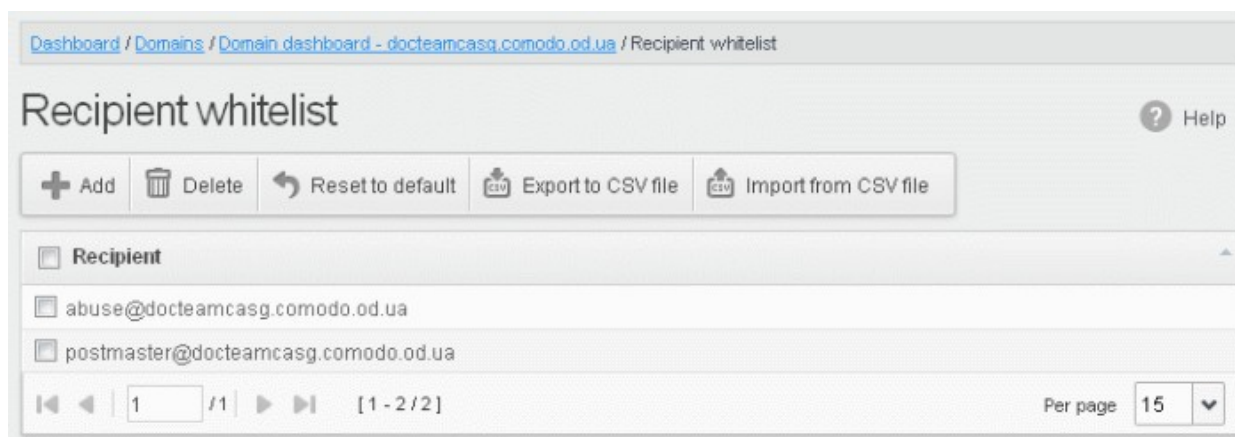 Dashboard / Domains / Domain dashboard - docteamcasg.comodo.od.ua / Recipient whitelist
Recipient whitelist
Help
Add Delete Reset to default CSV Export to CSV file CSV Import from CSV file
Recipient
abuse@docteamcasg.comodo.od.ua
postmaster@docteamcasg.comodo.od.ua
1 /1 [1 - 2 / 2] Per page 15